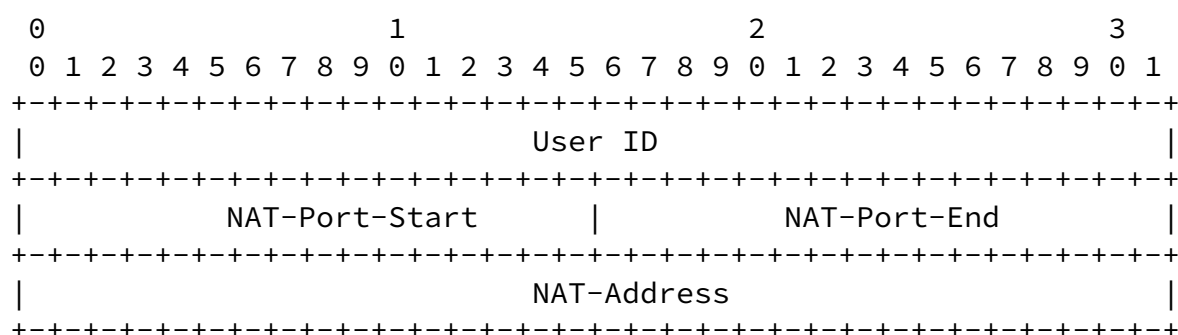 0                   1                   2                   3
 0 1 2 3 4 5 6 7 8 9 0 1 2 3 4 5 6 7 8 9 0 1 2 3 4 5 6 7 8 9 0 1
+-+-+-+-+-+-+-+-+-+-+-+-+-+-+-+-+-+-+-+-+-+-+-+-+-+-+-+-+-+-+-+-+
|                            User ID                            |
+-+-+-+-+-+-+-+-+-+-+-+-+-+-+-+-+-+-+-+-+-+-+-+-+-+-+-+-+-+-+-+-+
|           NAT-Port-Start      |          NAT-Port-End         |
+-+-+-+-+-+-+-+-+-+-+-+-+-+-+-+-+-+-+-+-+-+-+-+-+-+-+-+-+-+-+-+-+
|                            NAT-Address                        |
+-+-+-+-+-+-+-+-+-+-+-+-+-+-+-+-+-+-+-+-+-+-+-+-+-+-+-+-+-+-+-+-+